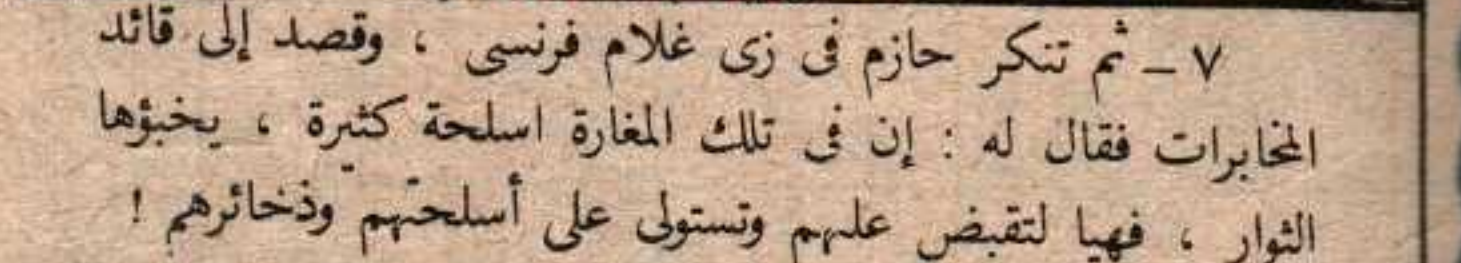 ٧ ـ ثم تنكر حازم فى زى غلام فرنسى ، وقصد إلى قائد
المخابرات فقال له : إن فى تلك المغارة اسلحة كثيرة ، يخبؤها
الثوار ، فهيا لتقبض عليهم وتستولى على أسلحتهم وذخائرهم !